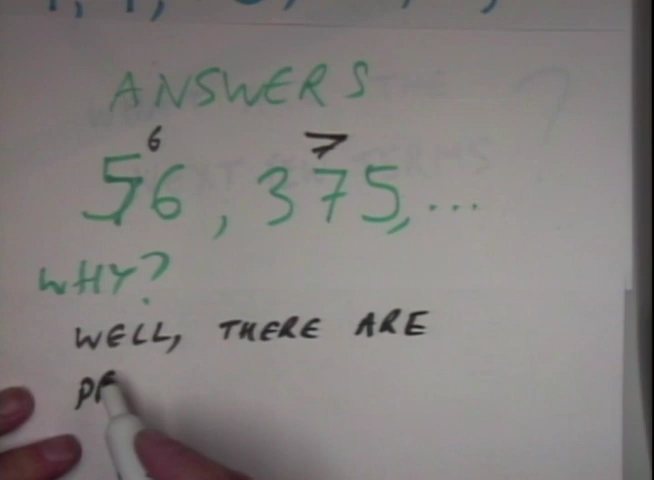 ANSWERS
6 7
56, 375, ...
WHY?
WELL, THERE ARE